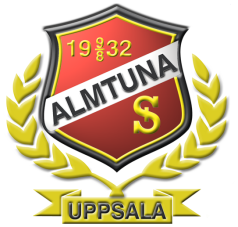 19 9/8 32
ALMTUNA
IS
UPPSALA